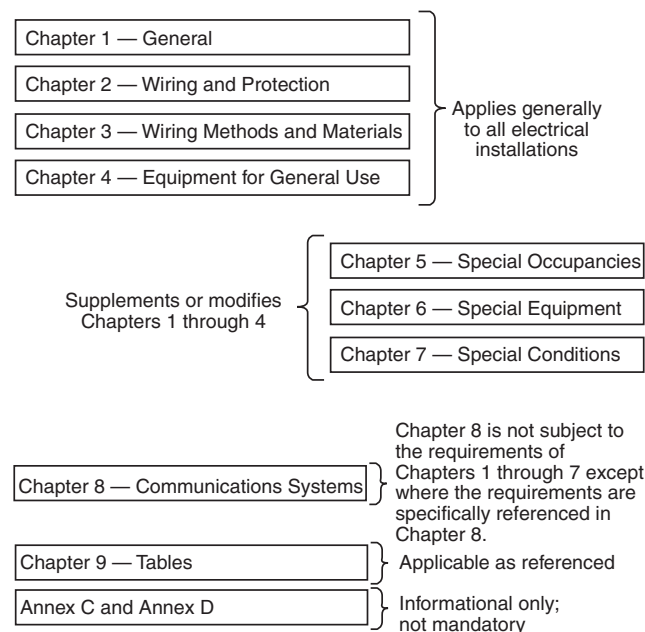 Chapter 1 — General
Chapter 2 — Wiring and Protection
Chapter 3 — Wiring Methods and Materials
Chapter 4 — Equipment for General Use
Applies generally
to all electrical
installations
Supplements or modifies
Chapters 1 through 4
Chapter 5 — Special Occupancies
Chapter 6 — Special Equipment
Chapter 7 — Special Conditions
Chapter 8 — Communications Systems
Chapter 8 is not subject to
the requirements of
Chapters 1 through 7 except
where the requirements are
specifically referenced in
Chapter 8.
Chapter 9 — Tables
Applicable as referenced
Annex C and Annex D
Informational only;
not mandatory